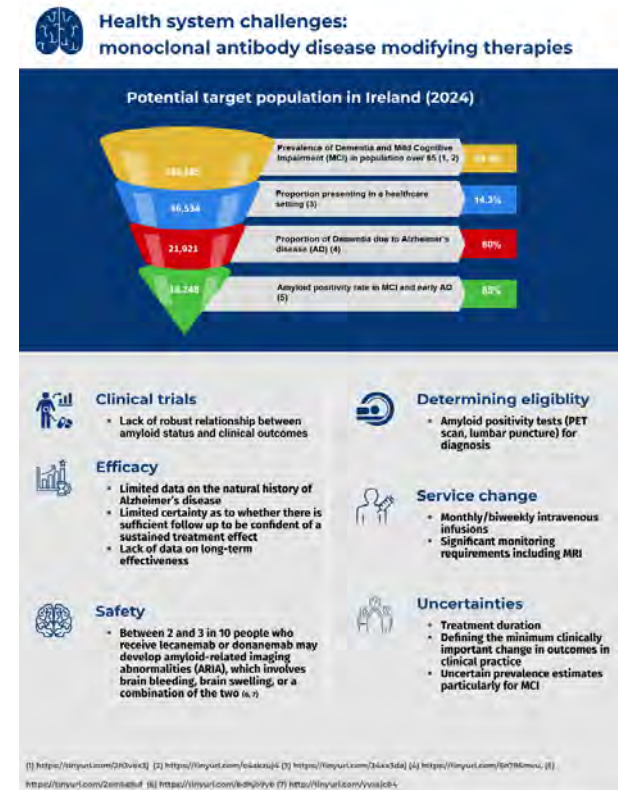 Health system challenges:
monoclonal antibody disease modifying therapies
Potential target population in Ireland (2024)
Prevalence of Dementia and Mild Cognitive
Impairment (MCI) in population over 65 (1, 2)
Proportion presenting in a healthcare
setting (3)
14.3%
Proportion of Dementia due to Alzheimer's
disease (AD) (4)
21,921
60%
Amyloid positivity rate in MCI and early AD
(5)
Clinical trials
• Lack of robust relationship between
amyloid status and clinical outcomes
Efficacy
• Limited data on the natural history of
Alzheimer's disease
• Limited certainty as to whether there is
sufficient follow up to be confident of a
sustained treatment effect
• Lack of data on long-term
effectiveness
Safety
• Between 2 and 3 in 10 people who
receive lecanemab or donanemab may
develop amyloid-related imaging
abnormalities (ARIA), which involves
brain bleeding, brain swelling, or a
combination of the two (6, 7)
Determining eligiblity
• Amyloid positivity tests (PET
scan, lumbar puncture) for
diagnosis
Service change
• Monthly/biweekly intravenous
infusions
• Significant monitoring
requirements including MRI
Uncertainties
• Treatment duration
• Defining the minimum clinically
important change in outcomes in
clinical practice
• Uncertain prevalence estimates
particularly for MCI